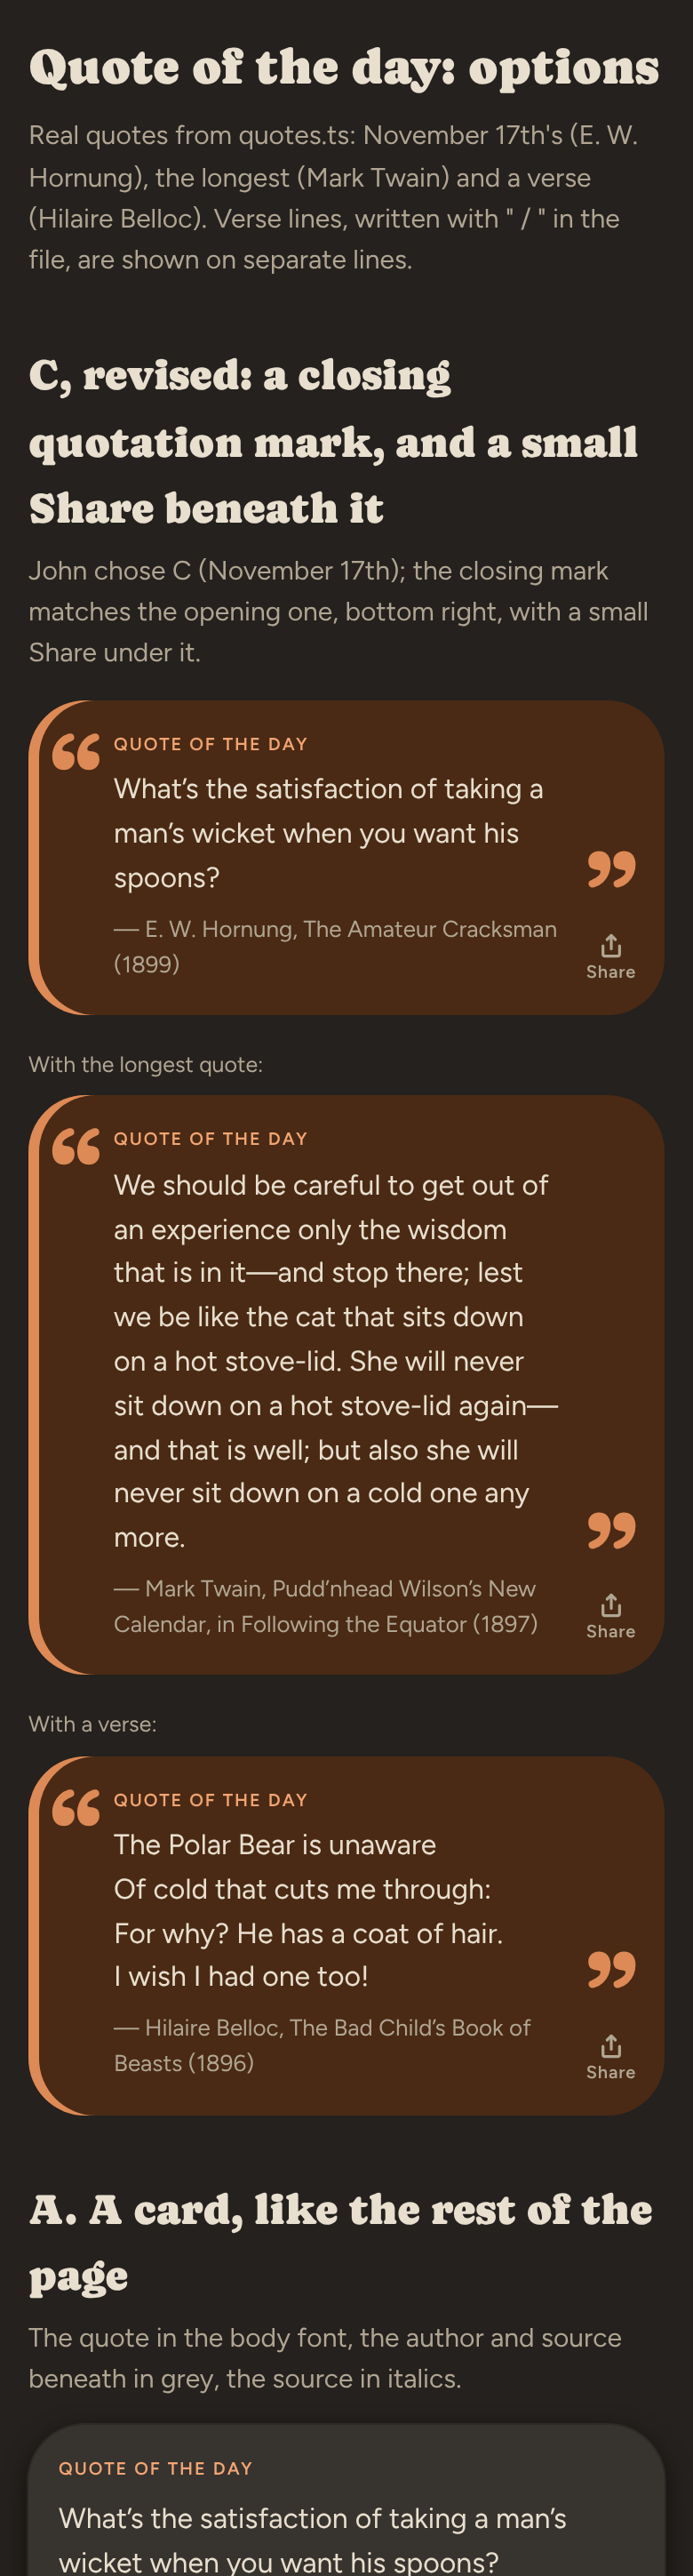 Quote of the day: options
Real quotes from quotes.ts: November 17th's (E. W.
Hornung), the longest (Mark Twain) and a verse
(Hilaire Belloc). Verse lines, written with " / " in the
file, are shown on separate lines.
C, revised: a closing
quotation mark, and a small
Share beneath it
John chose C (November 17th); the closing mark
matches the opening one, bottom right, with a small
Share under it.
“ QUOTE OF THE DAY
What’s the satisfaction of taking a
man’s wicket when you want his
spoons?
”
— E. W. Hornung, The Amateur Cracksman
(1899)
Share
With the longest quote:
“ QUOTE OF THE DAY
We should be careful to get out of
an experience only the wisdom
that is in it—and stop there; lest
we be like the cat that sits down
on a hot stove-lid. She will never
sit down on a hot stove-lid again—
and that is well; but also she will
never sit down on a cold one any
more.
”
— Mark Twain, Pudd’nhead Wilson’s New
Calendar, in Following the Equator (1897)
Share
With a verse:
“ QUOTE OF THE DAY
The Polar Bear is unaware
Of cold that cuts me through:
For why? He has a coat of hair.
I wish I had one too!
”
— Hilaire Belloc, The Bad Child’s Book of
Beasts (1896)
Share
A. A card, like the rest of the
page
The quote in the body font, the author and source
beneath in grey, the source in italics.
QUOTE OF THE DAY
What’s the satisfaction of taking a man’s
wicket when you want his spoons?